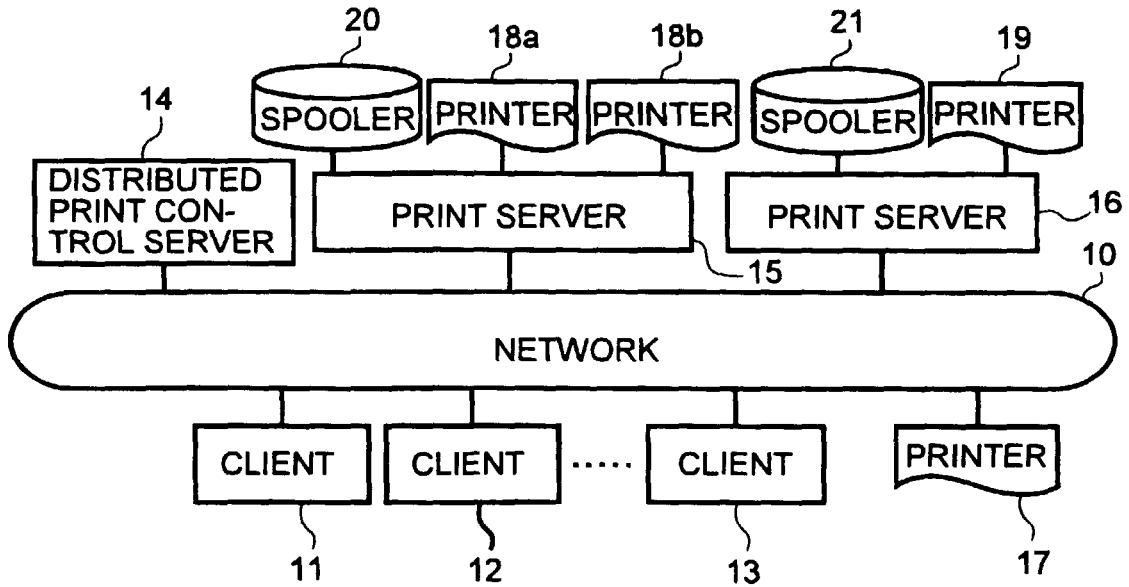 20
18a
18b
21
19
14
SPOOLER
PRINTER
PRINTER
SPOOLER
PRINTER
DISTRIBUTED
PRINT CON-
TROL SERVER
PRINT SERVER
PRINT SERVER
16
15
10
NETWORK
CLIENT
CLIENT
.....
CLIENT
PRINTER
11
12
13
17